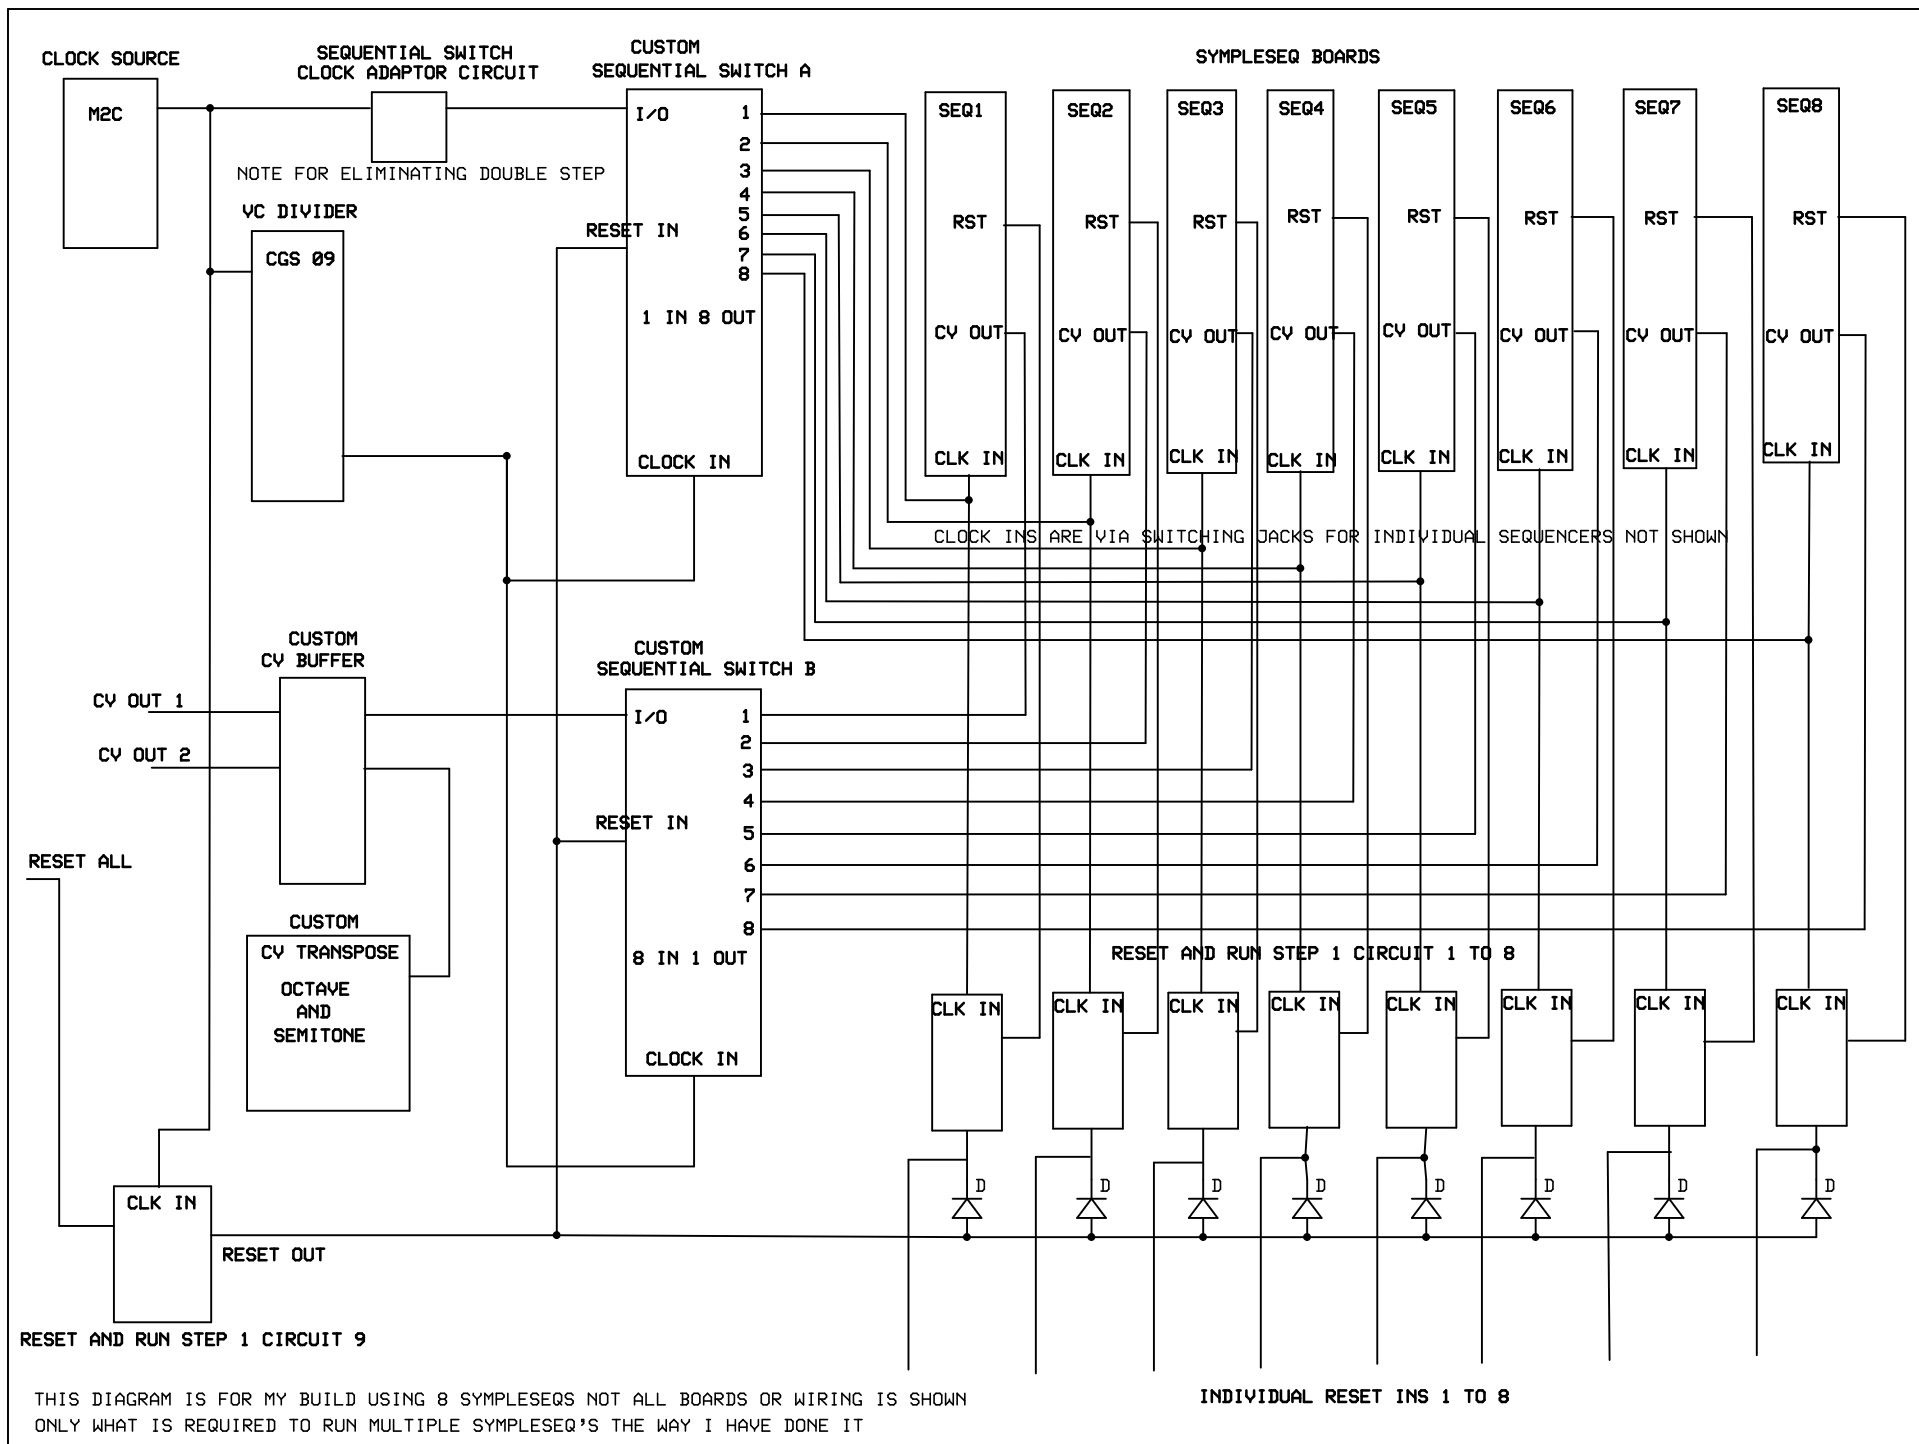 CLOCK SOURCE
M2C
SEQUENTIAL SWITCH
CLOCK ADAPTOR CIRCUIT
NOTE FOR ELIMINATING DOUBLE STEP
VC DIVIDER
CGS 09
CUSTOM
SEQUENTIAL SWITCH A
I/O
1
2
3
4
5
6
7
8
RESET IN
1 IN 8 OUT
CLOCK IN
SYMPLESEQ BOARDS
SEQ1
RST
CV OUT
CLK IN
SEQ2
RST
CV OUT
CLK IN
SEQ3
RST
CV OUT
CLK IN
SEQ4
RST
CV OUT
CLK IN
SEQ5
RST
CV OUT
CLK IN
SEQ6
RST
CV OUT
CLK IN
SEQ7
RST
CV OUT
CLK IN
SEQ8
RST
CV OUT
CLK IN
CLOCK INS ARE VIA SWITCHING JACKS FOR INDIVIDUAL SEQUENCERS NOT SHOWN
CUSTOM
CV BUFFER
CV OUT 1
CV OUT 2
CUSTOM
SEQUENTIAL SWITCH B
I/O
1
2
3
4
5
6
7
8
RESET IN
8 IN 1 OUT
CLOCK IN
RESET ALL
CUSTOM
CV TRANSPOSE
OCTAVE
AND
SEMITONE
RESET AND RUN STEP 1 CIRCUIT 1 TO 8
CLK IN
CLK IN
CLK IN
CLK IN
CLK IN
CLK IN
CLK IN
CLK IN
D
D
D
D
D
D
D
D
CLK IN
RESET OUT
RESET AND RUN STEP 1 CIRCUIT 9
INDIVIDUAL RESET INS 1 TO 8
THIS DIAGRAM IS FOR MY BUILD USING 8 SYMPLESEQS NOT ALL BOARDS OR WIRING IS SHOWN
ONLY WHAT IS REQUIRED TO RUN MULTIPLE SYMPLESEQ'S THE WAY I HAVE DONE IT